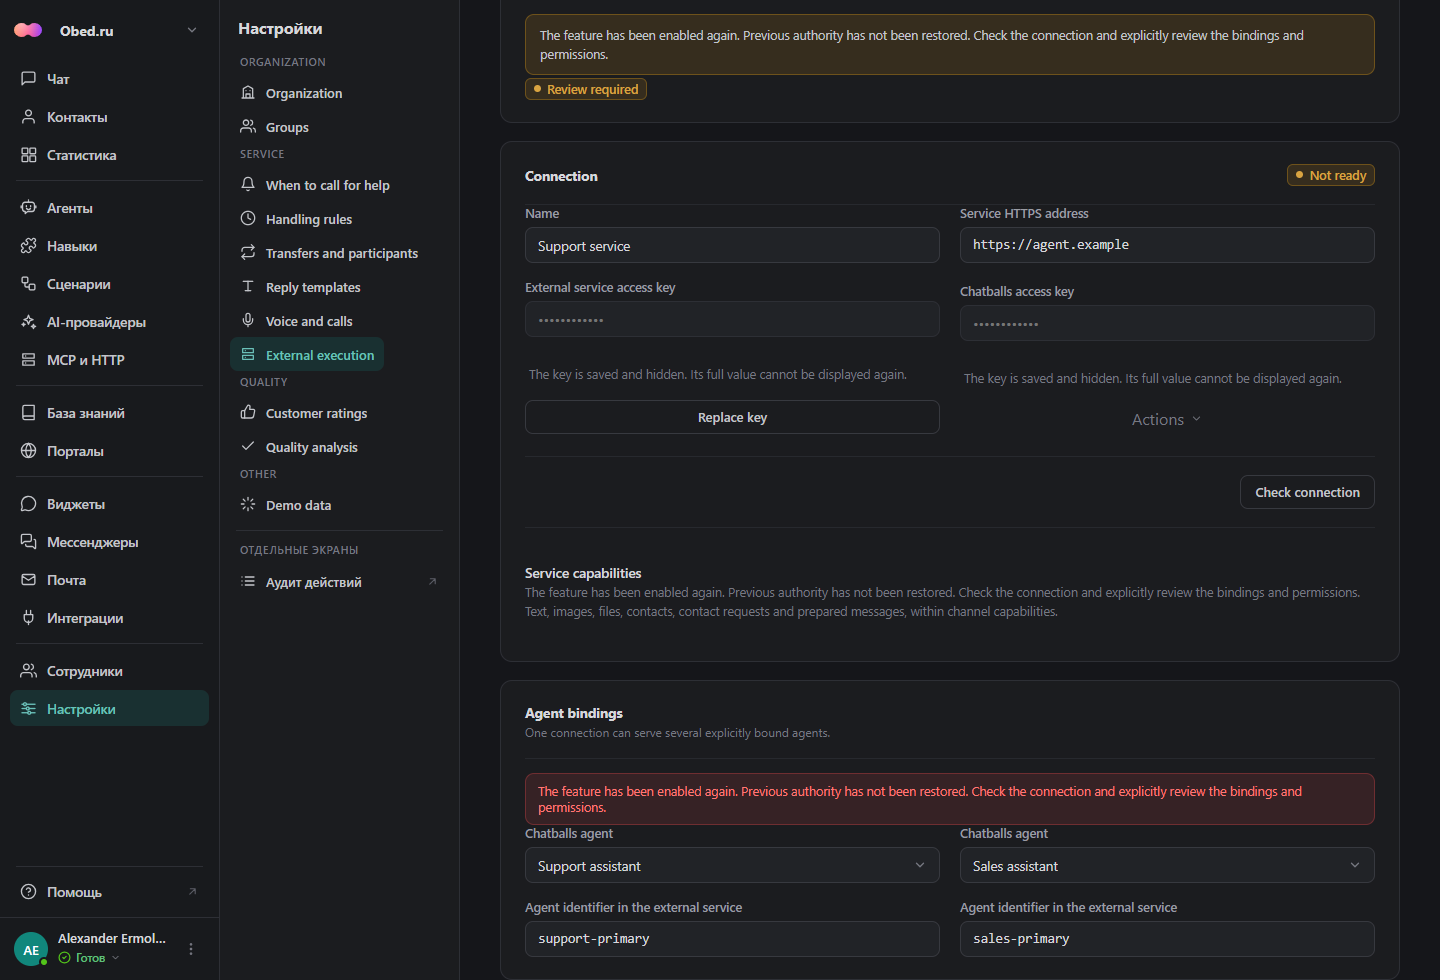 Obed.ru
Чат
Контакты
Статистика
Агенты
Навыки
Сценарии
AI-провайдеры
MCP и HTTP
База знаний
Порталы
Виджеты
Мессенджеры
Почта
Интеграции
Сотрудники
Настройки
Помощь
AE
Alexander Ermol...
Готов
Настройки
ORGANIZATION
Organization
Groups
SERVICE
When to call for help
Handling rules
Transfers and participants
Reply templates
Voice and calls
External execution
QUALITY
Customer ratings
Quality analysis
OTHER
Demo data
ОТДЕЛЬНЫЕ ЭКРАНЫ
Аудит действий
The feature has been enabled again. Previous authority has not been restored. Check the connection and explicitly review the bindings and
permissions.
Review required
Connection
Not ready
Name
Service HTTPS address
Support service
https://agent.example
External service access key
Chatballs access key
••••••••••••
••••••••••••
The key is saved and hidden. Its full value cannot be displayed again.
The key is saved and hidden. Its full value cannot be displayed again.
Replace key
Actions
Check connection
Service capabilities
The feature has been enabled again. Previous authority has not been restored. Check the connection and explicitly review the bindings and permissions.
Text, images, files, contacts, contact requests and prepared messages, within channel capabilities.
Agent bindings
One connection can serve several explicitly bound agents.
The feature has been enabled again. Previous authority has not been restored. Check the connection and explicitly review the bindings and
permissions.
Chatballs agent
Chatballs agent
Support assistant
Sales assistant
Agent identifier in the external service
Agent identifier in the external service
support-primary
sales-primary